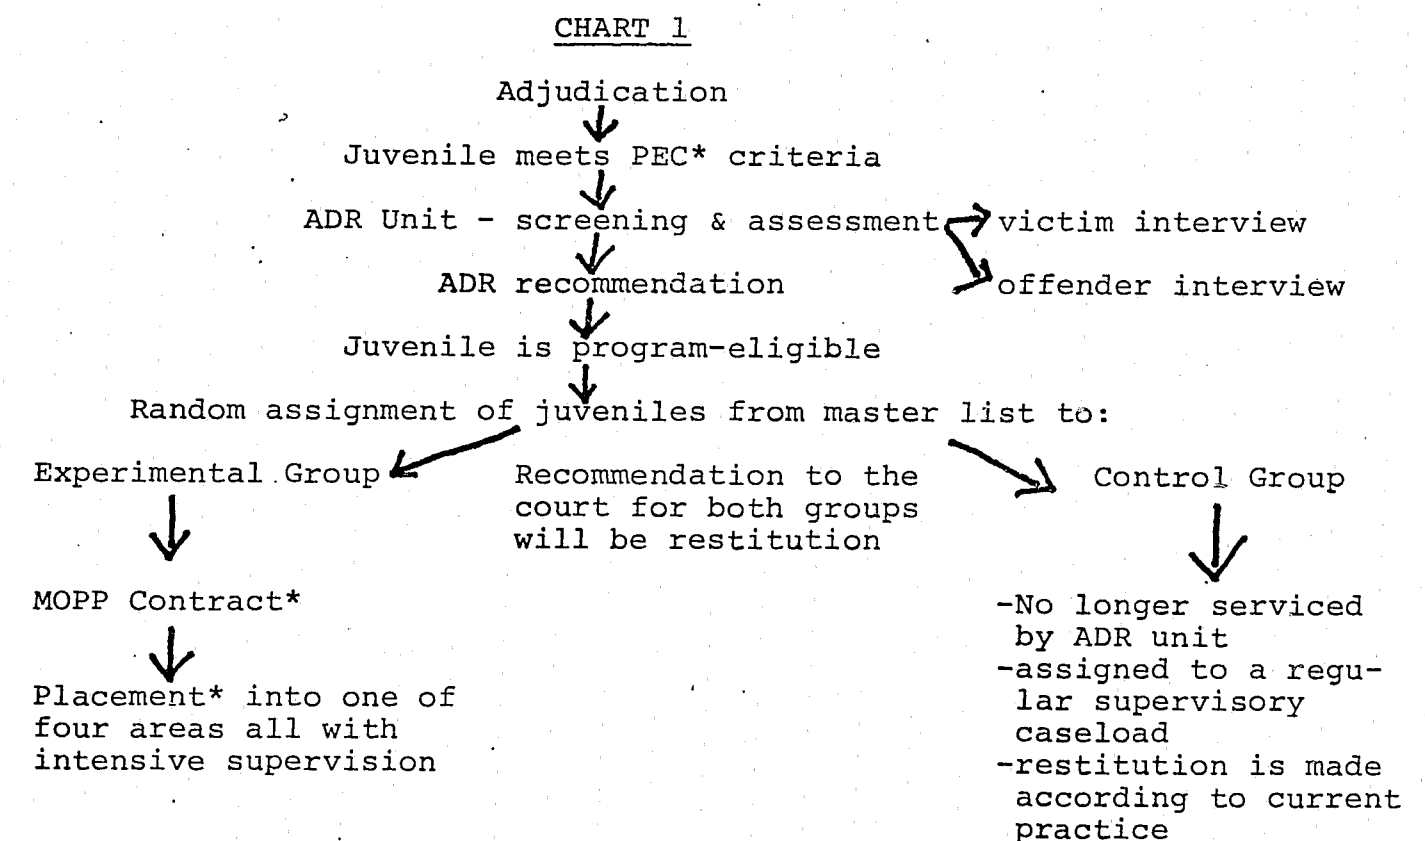 CHART 1
Adjudication
Juvenile meets PEC* criteria
ADR Unit - screening & assessment
victim interview
ADR recommendation
offender interview
Juvenile is program-eligible
Random assignment of juveniles from master list to:
Experimental Group
Recommendation to the
court for both groups
will be restitution
Control Group
MOPP Contract*
Placement* into one of
four areas all with
intensive supervision
-No longer serviced
by ADR unit
-assigned to a regu-
lar supervisory
caseload
-restitution is made
according to current
practice